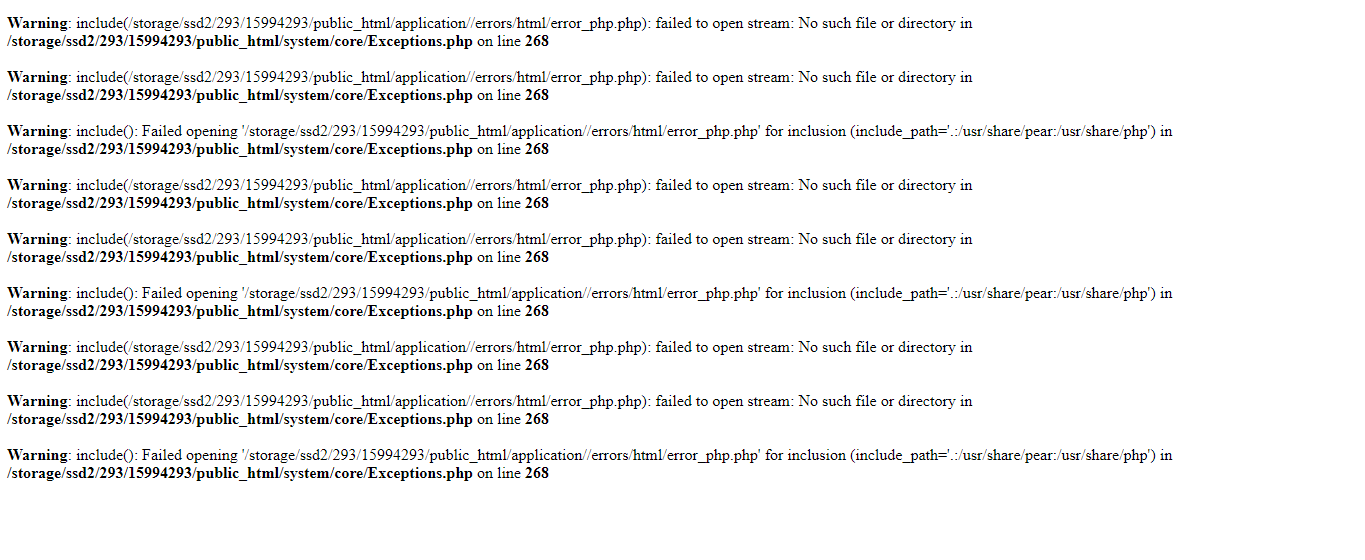 Warning: include(/storage/ssd2/293/15994293/public_html/application//errors/html/error_php.php): failed to open stream: No such file or directory in
/storage/ssd2/293/15994293/public_html/system/core/Exceptions.php on line 268
Warning: include(/storage/ssd2/293/15994293/public_html/application//errors/html/error_php.php): failed to open stream: No such file or directory in
/storage/ssd2/293/15994293/public_html/system/core/Exceptions.php on line 268
Warning: include(): Failed opening '/storage/ssd2/293/15994293/public_html/application//errors/html/error_php.php' for inclusion (include_path='.:/usr/share/pear:/usr/share/php') in
/storage/ssd2/293/15994293/public_html/system/core/Exceptions.php on line 268
Warning: include(/storage/ssd2/293/15994293/public_html/application//errors/html/error_php.php): failed to open stream: No such file or directory in
/storage/ssd2/293/15994293/public_html/system/core/Exceptions.php on line 268
Warning: include(/storage/ssd2/293/15994293/public_html/application//errors/html/error_php.php): failed to open stream: No such file or directory in
/storage/ssd2/293/15994293/public_html/system/core/Exceptions.php on line 268
Warning: include(): Failed opening '/storage/ssd2/293/15994293/public_html/application//errors/html/error_php.php' for inclusion (include_path='.:/usr/share/pear:/usr/share/php') in
/storage/ssd2/293/15994293/public_html/system/core/Exceptions.php on line 268
Warning: include(/storage/ssd2/293/15994293/public_html/application//errors/html/error_php.php): failed to open stream: No such file or directory in
/storage/ssd2/293/15994293/public_html/system/core/Exceptions.php on line 268
Warning: include(/storage/ssd2/293/15994293/public_html/application//errors/html/error_php.php): failed to open stream: No such file or directory in
/storage/ssd2/293/15994293/public_html/system/core/Exceptions.php on line 268
Warning: include(): Failed opening '/storage/ssd2/293/15994293/public_html/application//errors/html/error_php.php' for inclusion (include_path='.:/usr/share/pear:/usr/share/php') in
/storage/ssd2/293/15994293/public_html/system/core/Exceptions.php on line 268